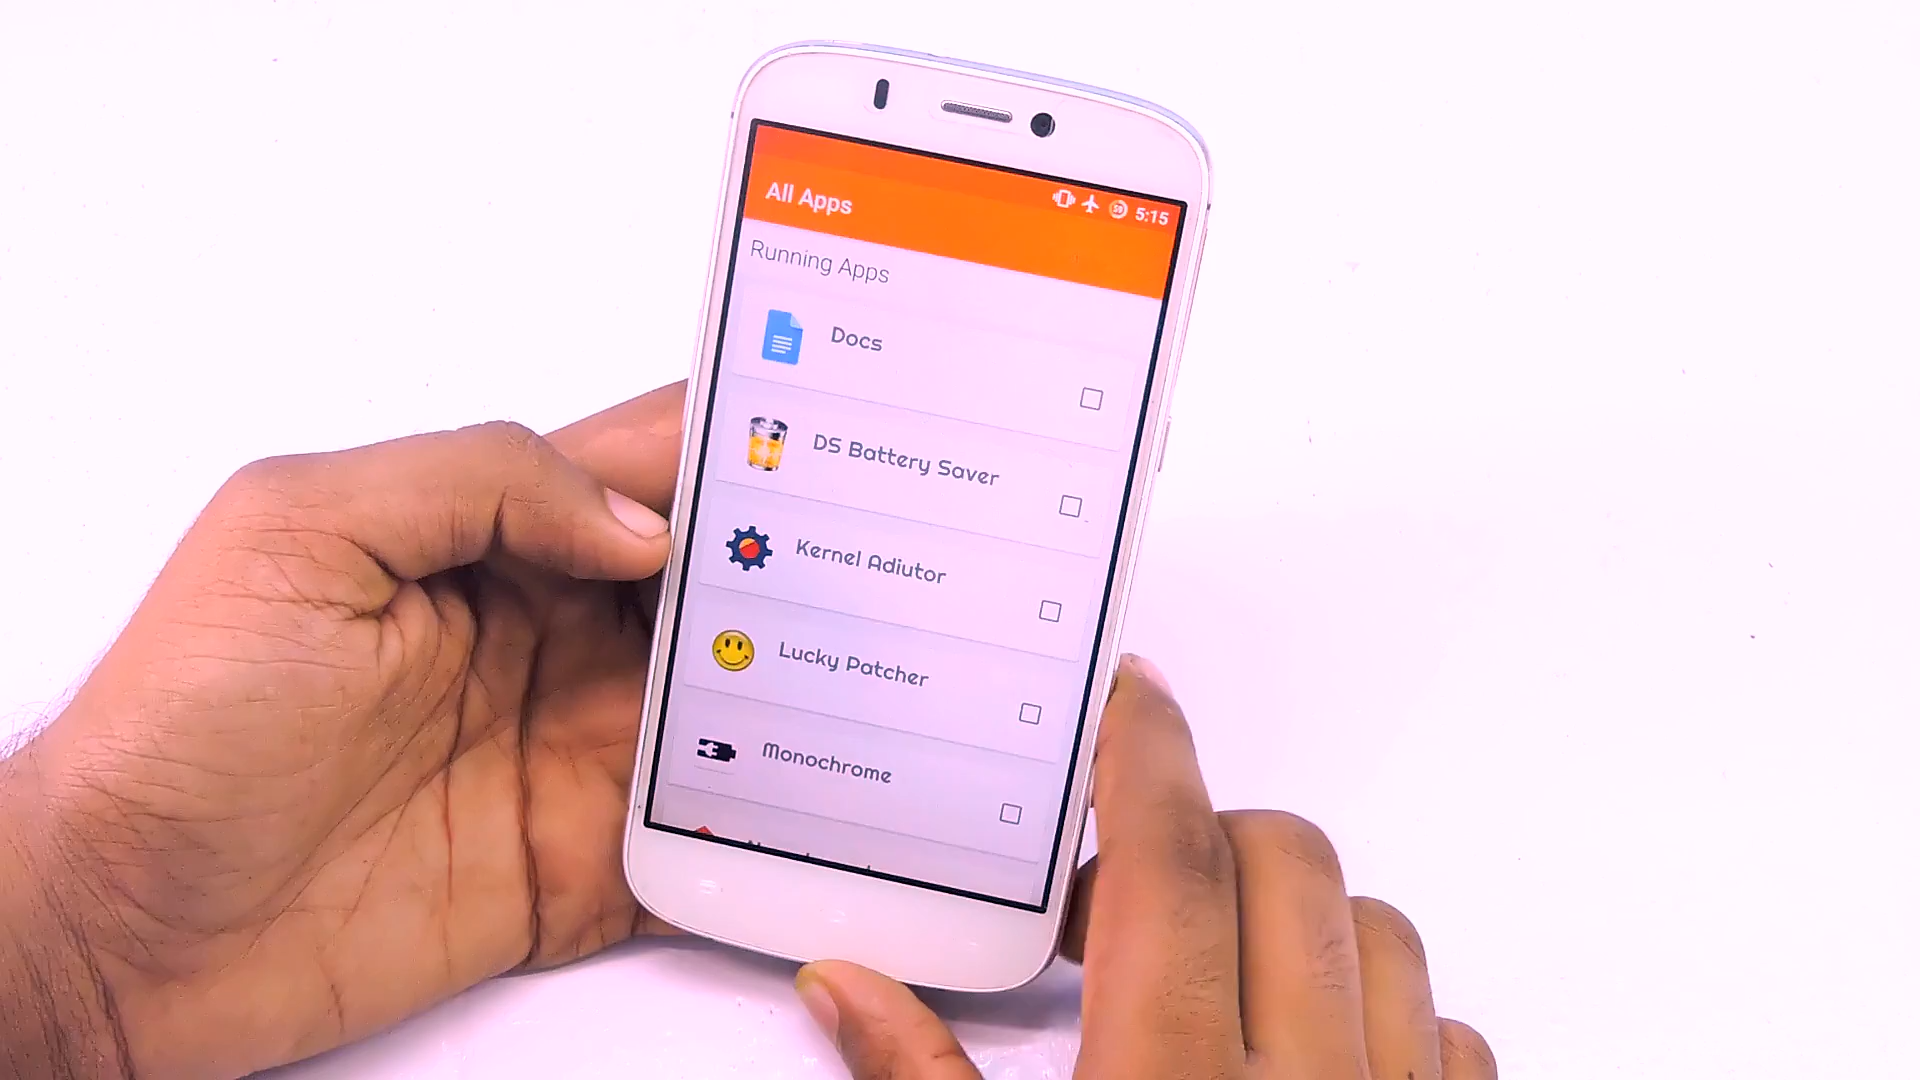 5:15
All Apps
Running Apps
Docs
DS Battery Saver
Kernel Adiutor
Lucky Patcher
Monochrome